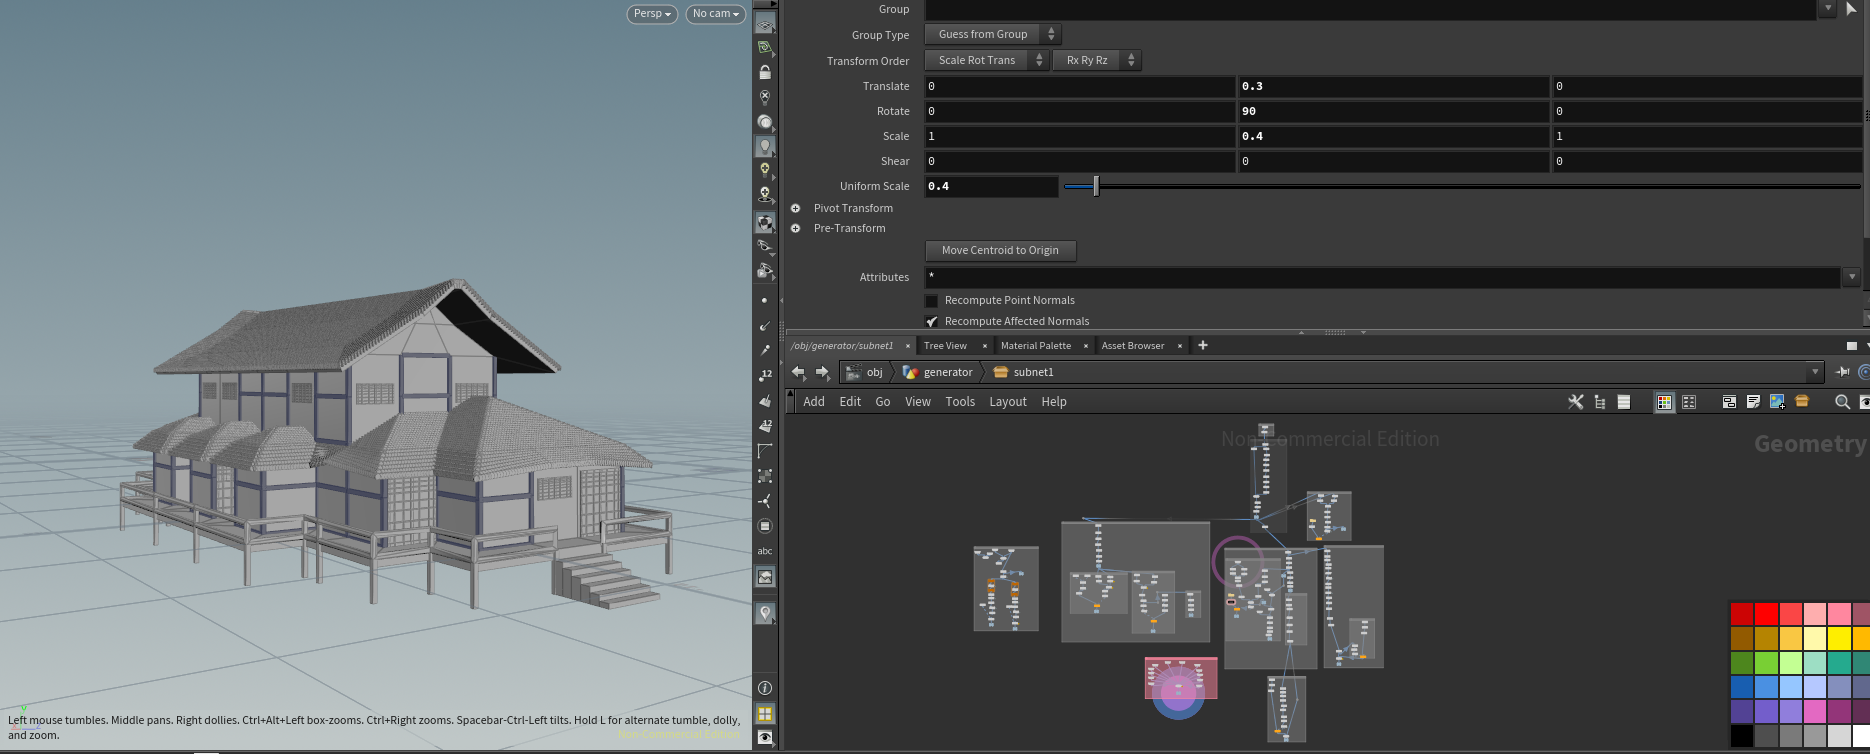 Persp
No cam
Left mouse tumbles. Middle pans. Right dollies. Ctrl+Alt+Left box-zooms. Ctrl+Right zooms. Spacebar-Ctrl-Left tilts. Hold L for alternate tumble, dolly,
and zoom.
Non-Commercial Edition
12
12
abc
Group
Group Type Guess from Group
Transform Order Scale Rot Trans Rx Ry Rz
Translate 0 0.3 0
Rotate 0 90 0
Scale 1 0.4 1
Shear 0 0 0
Uniform Scale 0.4
Pivot Transform
Pre-Transform
Move Centroid to Origin
Attributes *
Recompute Point Normals
Recompute Affected Normals
/obj/generator/subnet1 × Tree View × Material Palette × Asset Browser × +
obj generator subnet1
Add Edit Go View Tools Layout Help
Non-Commercial Edition
Geometry